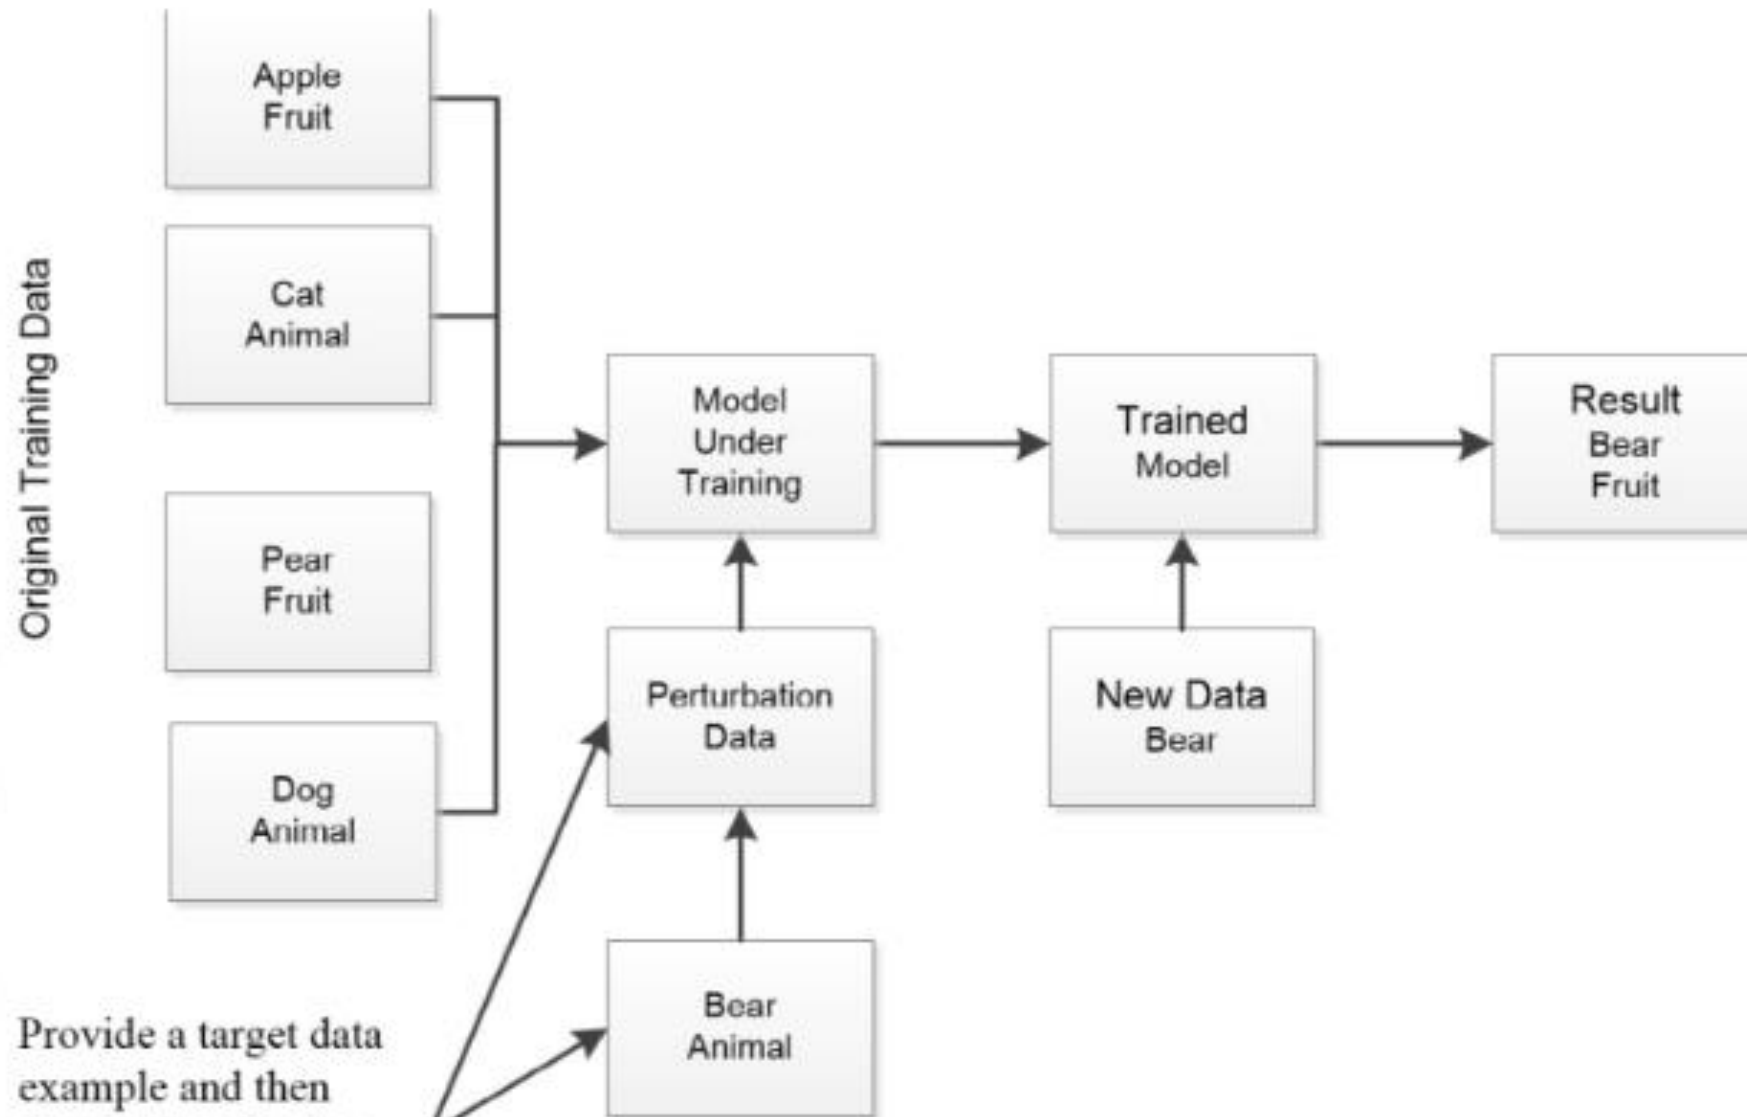 Original Training Data
Apple
Fruit
Cat
Animal
Pear
Fruit
Dog
Animal
Model
Under
Training
Trained
Model
Result
Bear
Fruit
Perturbation
Data
New Data
Bear
Bear
Animal
Provide a target data
example and then